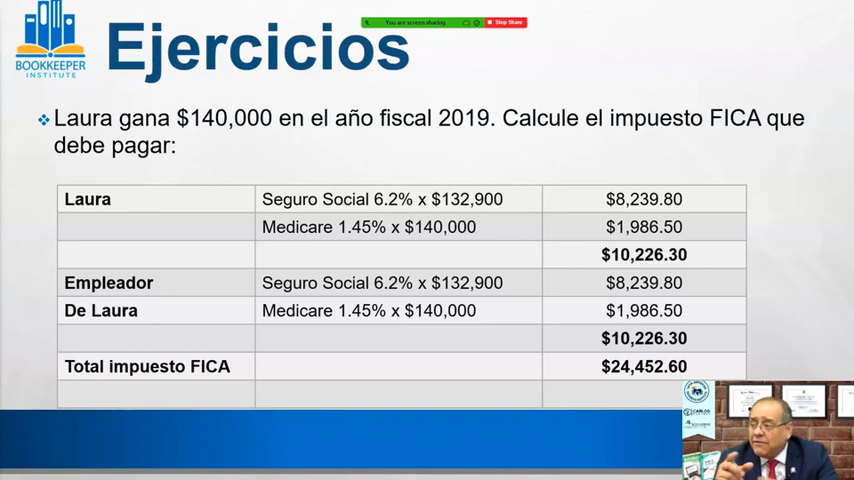 You are screen sharing
Stop Share
BOOKKEEPER
INSTITUTE
Ejercicios
Laura gana $140,000 en el año fiscal 2019. Calcule el impuesto FICA que
debe pagar:
Laura Seguro Social 6.2% x $132,900 $8,239.80
Medicare 1.45% x $140,000 $1,986.50
$10,226.30
Empleador Seguro Social 6.2% x $132,900 $8,239.80
De Laura Medicare 1.45% x $140,000 $1,986.50
$10,226.30
Total impuesto FICA $24,452.60
CARLOS